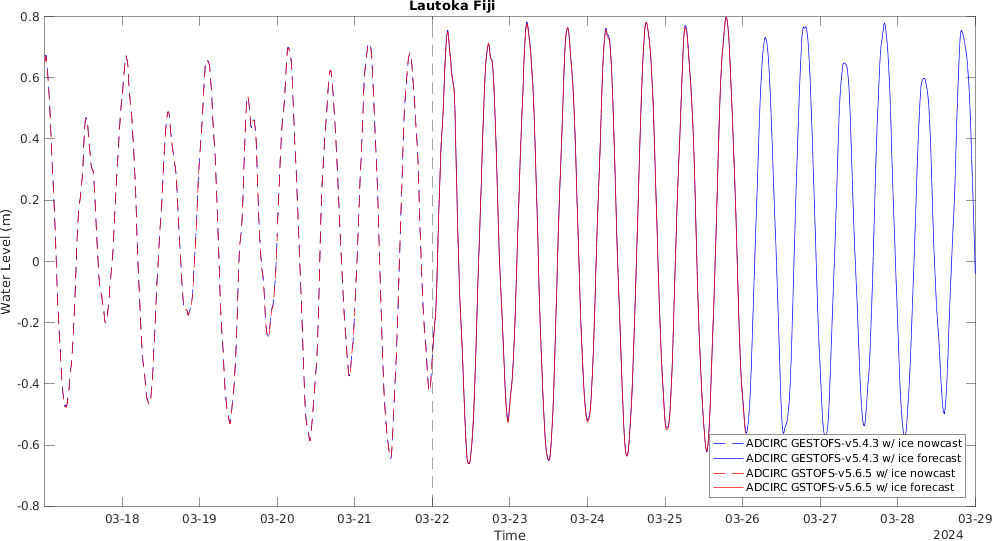 Lautoka Fiji
0.8
0.6
0.4
0.2
0
-0.2
-0.4
-0.6
-0.8
Water Level (m)
ADCIRC GESTOFS-v5.4.3 w/ ice nowcast
ADCIRC GESTOFS-v5.4.3 w/ ice forecast
ADCIRC GSTOFS-v5.6.5 w/ ice nowcast
ADCIRC GSTOFS-v5.6.5 w/ ice forecast
03-18 03-19 03-20 03-21 03-22 03-23 03-24 03-25 03-26 03-27 03-28 03-29
Time 2024